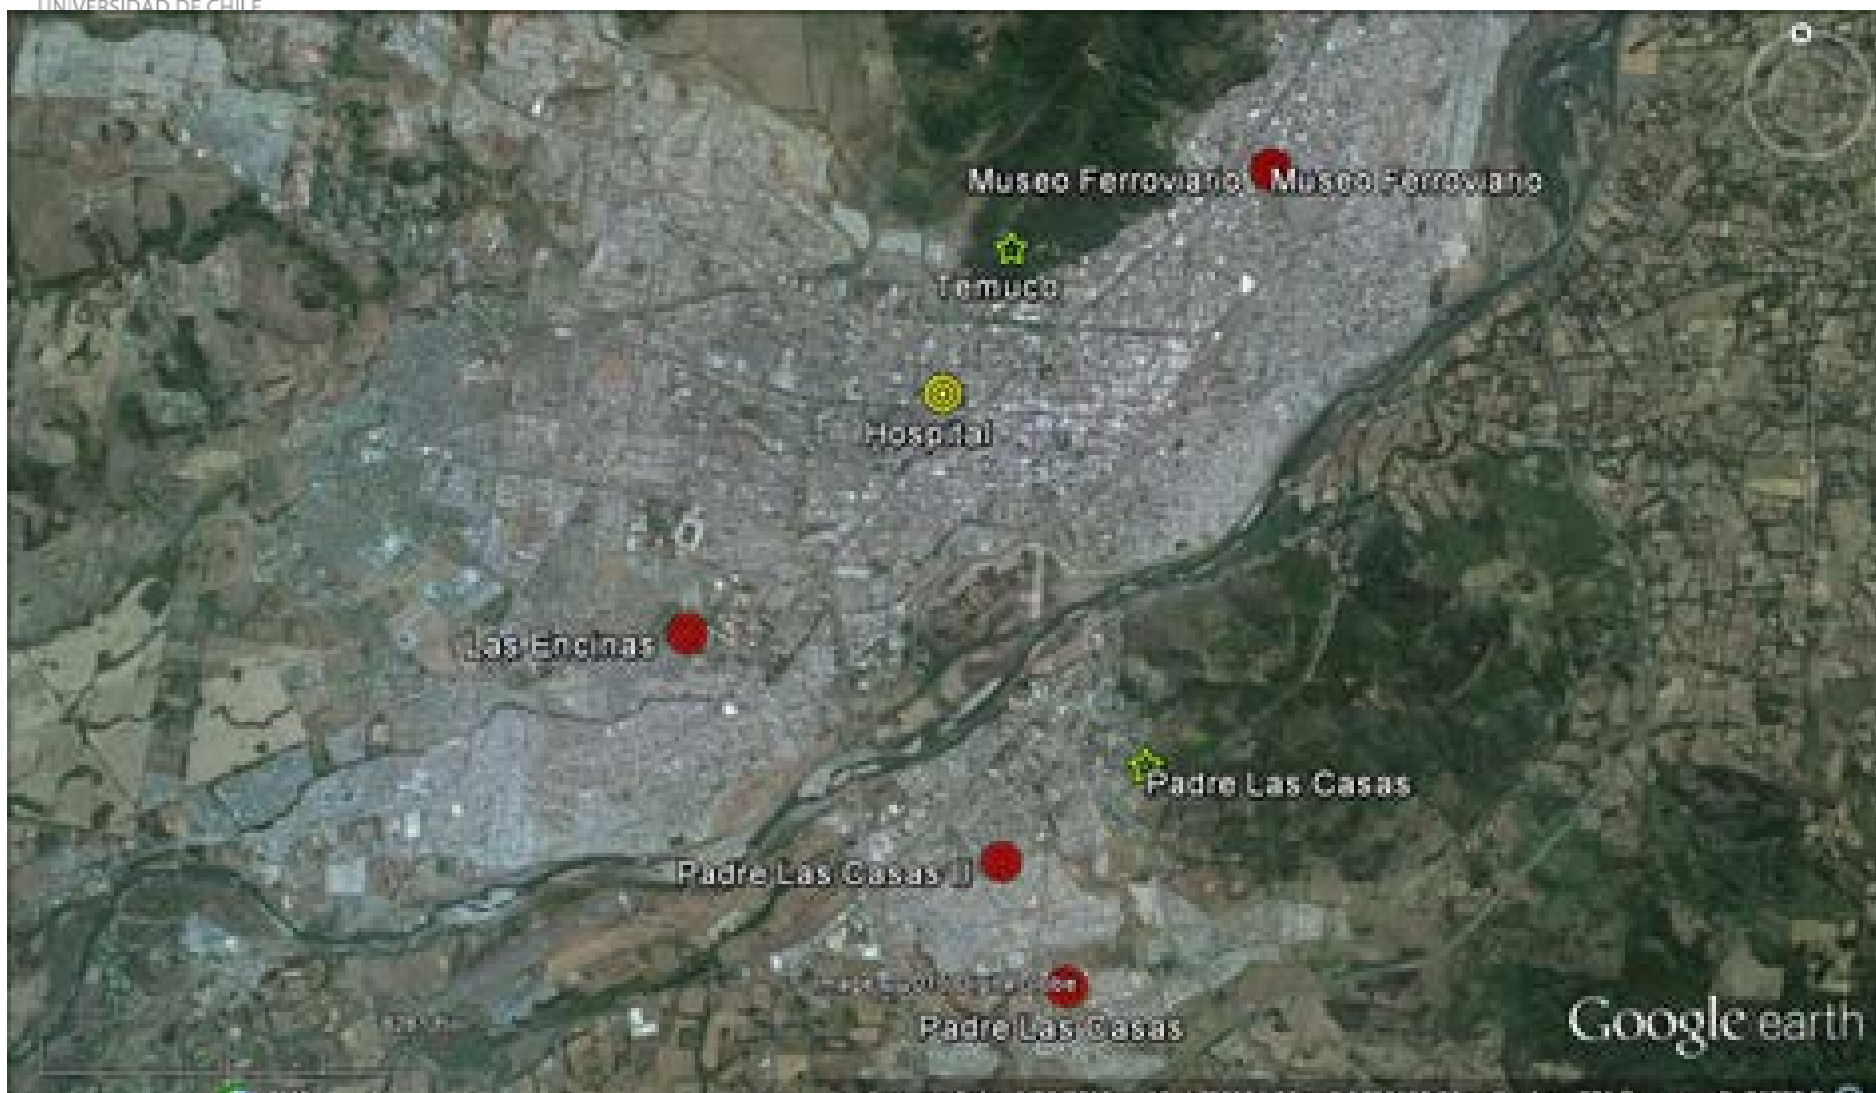 UNIVERSIDAD DE CHILE
Museo Ferroviario Museo Ferroviario
Temuco
Hospital
Las Encinas
Padre Las Casas
Padre Las Casas II
Padre Las Casas
Google earth